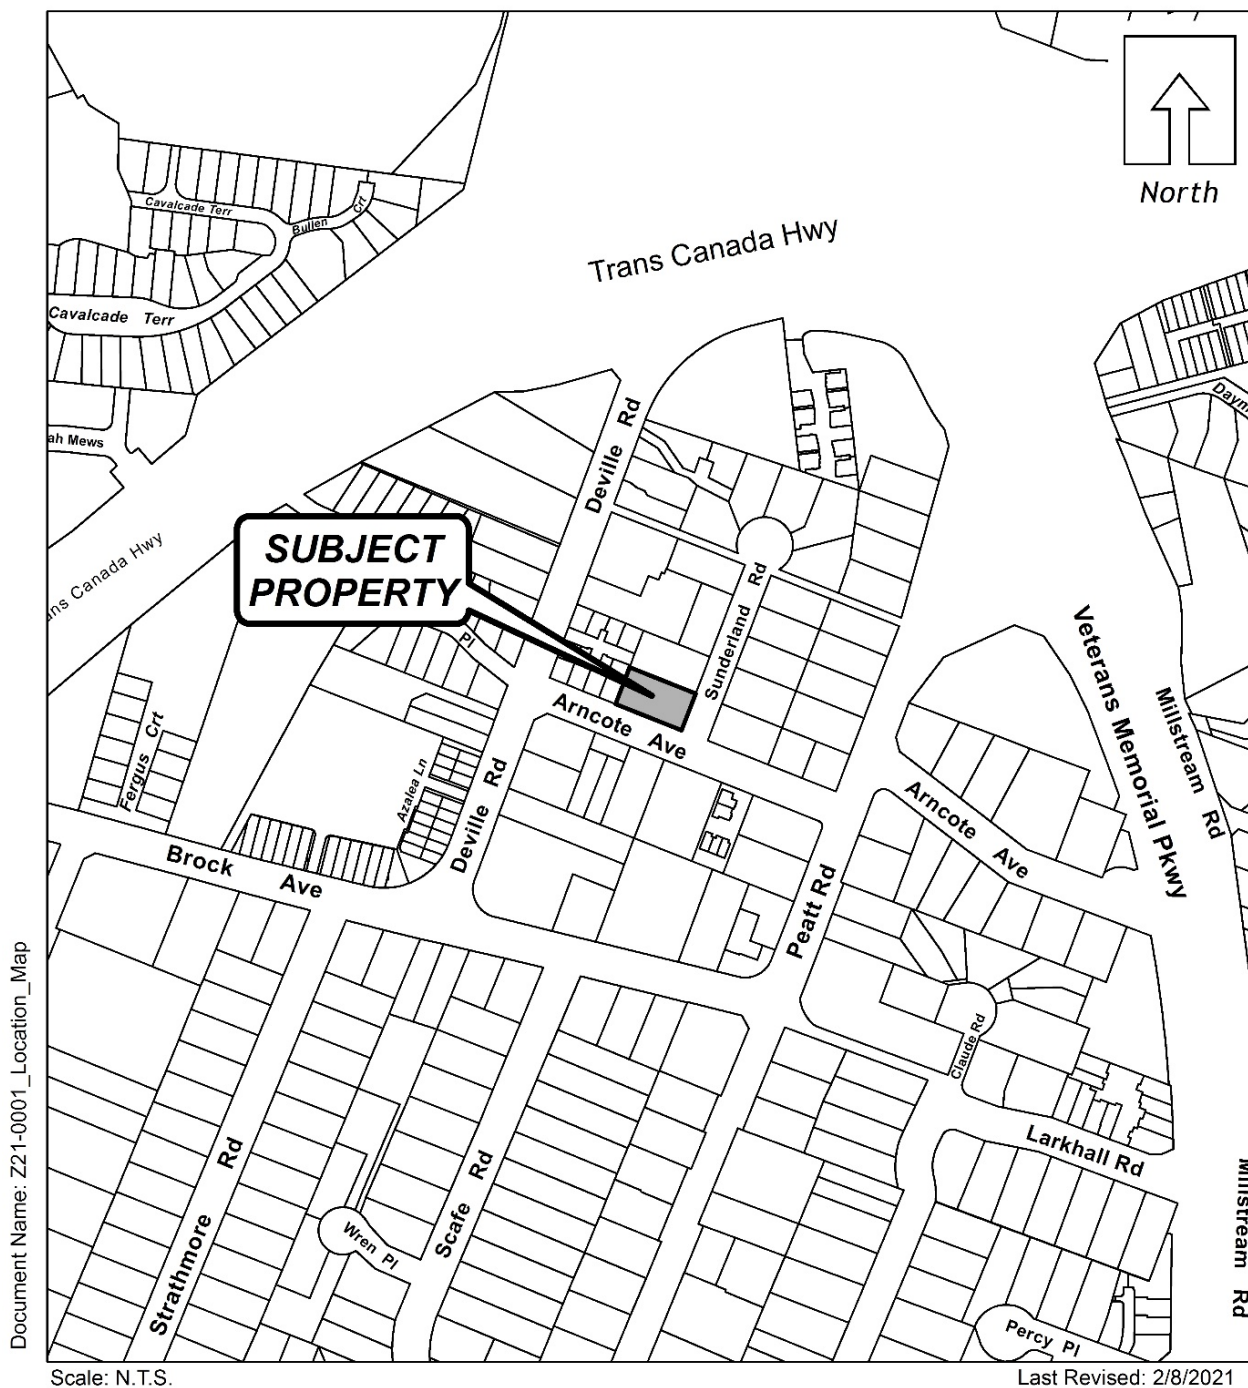 North
Trans Canada Hwy
Cavalcade Terr
Bullen
Crt
Cavalcade Terr
ah Mews
Daym
Deville Rd
SUBJECT
PROPERTY
ans Canada Hwy
Pl
Sunderland Rd
Arncote Ave
Veterans Memorial Pkwy
Millstream Rd
Fergus Crt
Azalea Ln
Deville Rd
Arncote Ave
Brock Ave
Peatt Rd
Claude Rd
Larkhall Rd
Strathmore Rd
Scafe Rd
Wren Pl
Millstream Rd
Percy Pl
Document Name: Z21-0001_Location_Map
Scale: N.T.S.
Last Revised: 2/8/2021